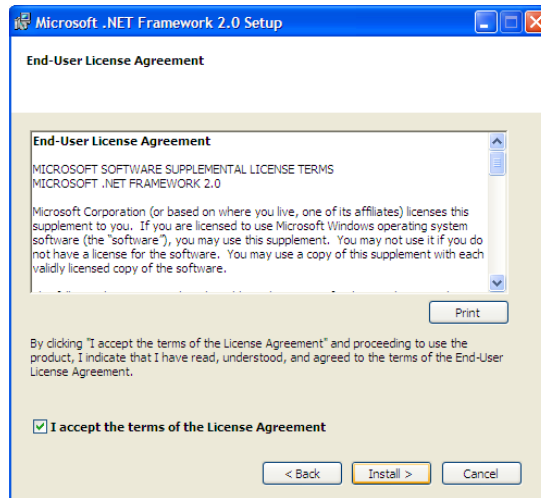 Microsoft .NET Framework 2.0 Setup
End-User License Agreement
End-User License Agreement
MICROSOFT SOFTWARE SUPPLEMENTAL LICENSE TERMS
MICROSOFT .NET FRAMEWORK 2.0
Microsoft Corporation (or based on where you live, one of its affiliates) licenses this
supplement to you. If you are licensed to use Microsoft Windows operating system
software (the "software"), you may use this supplement. You may not use it if you do
not have a license for the software. You may use a copy of this supplement with each
validly licensed copy of the software.
Print
By clicking "I accept the terms of the License Agreement" and proceeding to use the
product, I indicate that I have read, understood, and agreed to the terms of the End-User
License Agreement.
I accept the terms of the License Agreement
< Back Install > Cancel